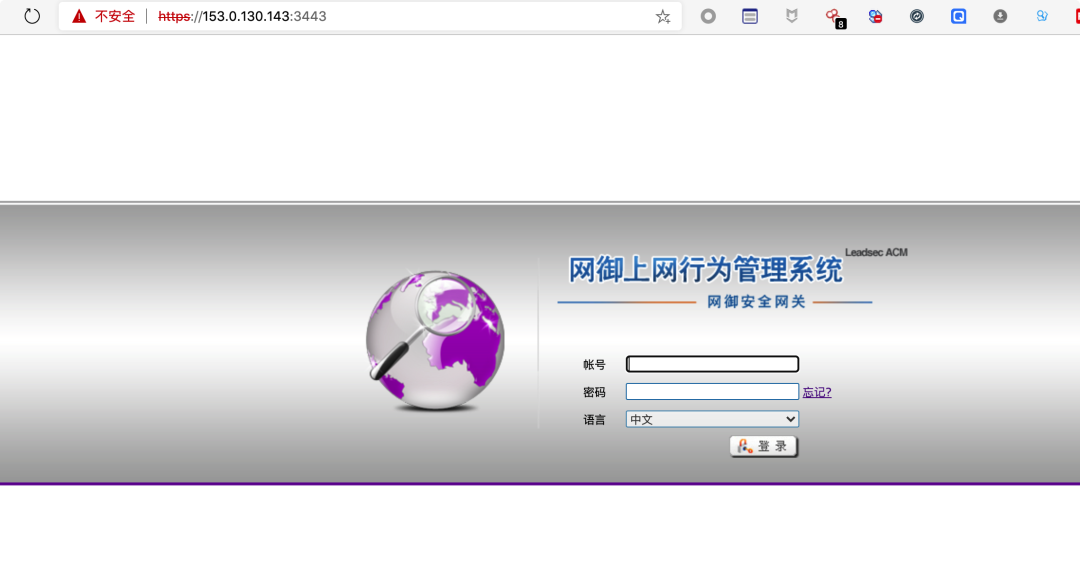 不安全 https://153.0.130.143:3443
8
Leadsec ACM
网御上网行为管理系统
网御安全网关
帐号
密码 忘记?
语言 中文
登录